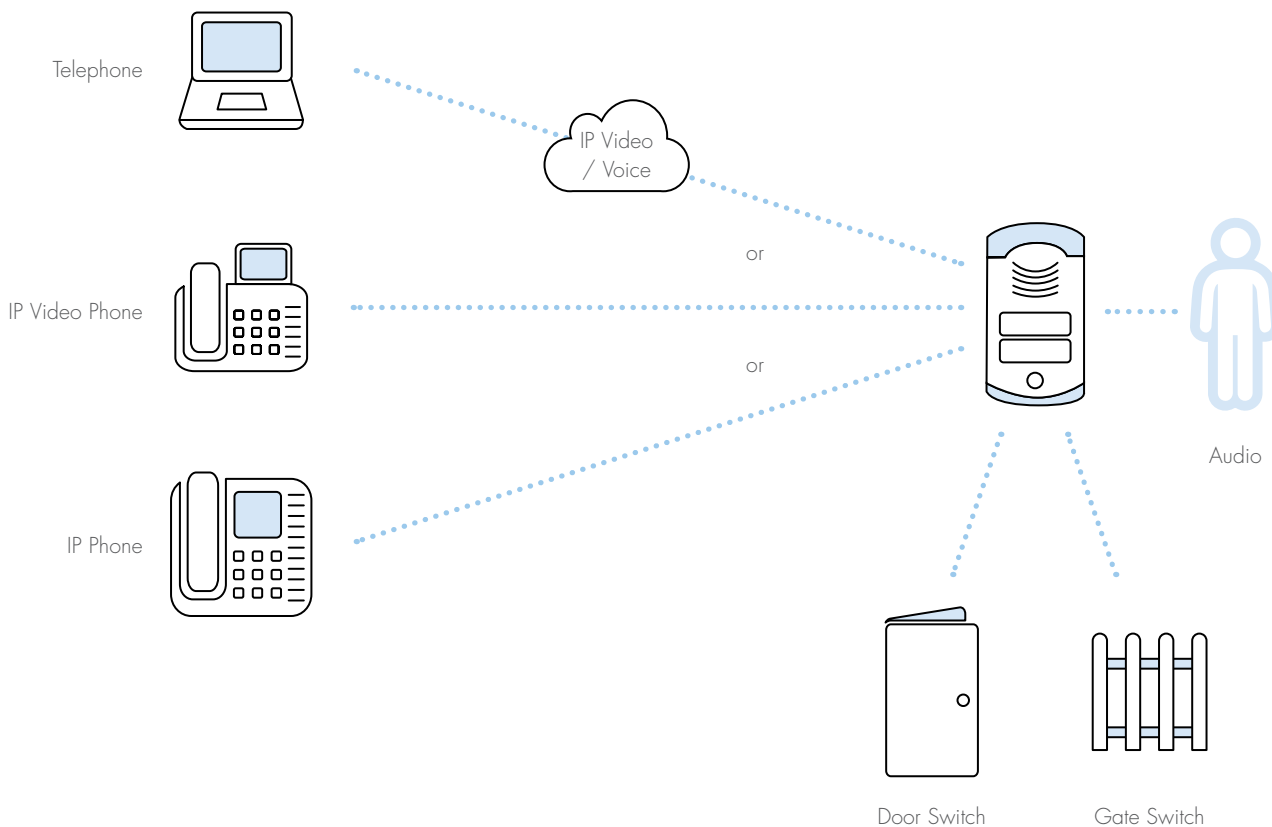 Telephone
IP Video
/ Voice
or
IP Video Phone
or
Audio
IP Phone
Door Switch
Gate Switch